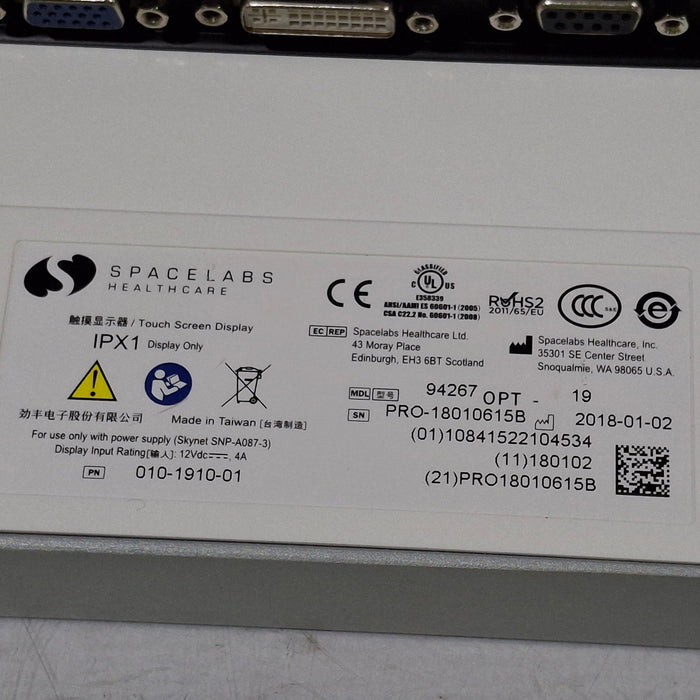 SPACELABS
HEALTHCARE
触摸显示器 / Touch Screen Display
IPX1 Display Only
劲丰电子股份有限公司 Made in Taiwan [台湾制造]
For use only with power supply (Skynet SNP-A087-3)
Display Input Rating[输入]: 12Vdc⎓, 4A
PN 010-1910-01
CE
CLASSIFIED
C UL US
E358339
ANSI/AAMI ES 60601-1 (2005)
CSA C22.2 No. 60601-1 (2008)
RoHS2
2011/65/EU
CCC S&E
e
EC REP Spacelabs Healthcare Ltd.
43 Moray Place
Edinburgh, EH3 6BT Scotland
Spacelabs Healthcare, Inc.
35301 SE Center Street
Snoqualmie, WA 98065 U.S.A.
MDL 型号 94267 OPT - 19
SN PRO-18010615B 2018-01-02
(01)10841522104534
(11)180102
(21)PRO18010615B